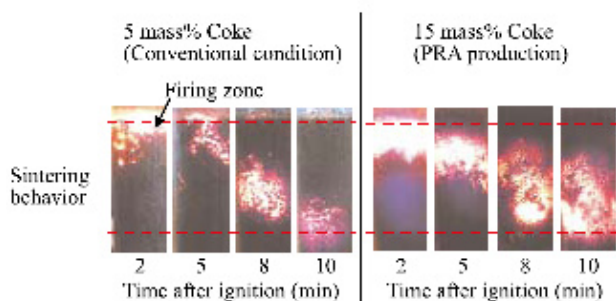 5 mass% Coke
(Conventional condition)
15 mass% Coke
(PRA production)
Firing zone
Sintering
behavior
2 5 8 10 2 5 8 10
Time after ignition (min) Time after ignition (min)